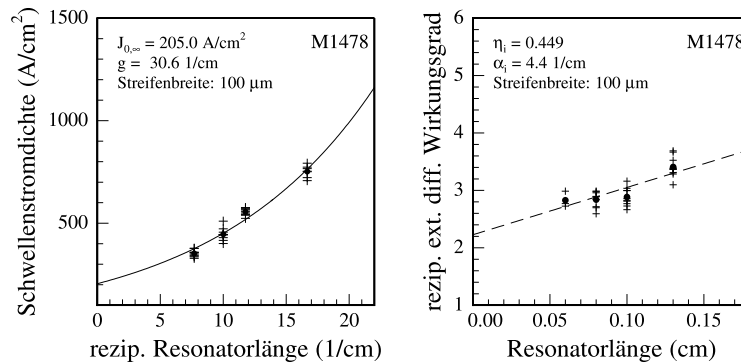 J0,∞ = 205.0 A/cm²
g = 30.6 1/cm
Streifenbreite: 100 μm
M1478
Schwellenstromdichte (A/cm²)
1500
1000
500
0 5 10 15 20
rezip. Resonatorlänge (1/cm)
ηi = 0.449
αi = 4.4 1/cm
Streifenbreite: 100 μm
M1478
rezip. ext. diff. Wirkungsgrad
6
5
4
3
2
1
0.00 0.05 0.10 0.15
Resonatorlänge (cm)